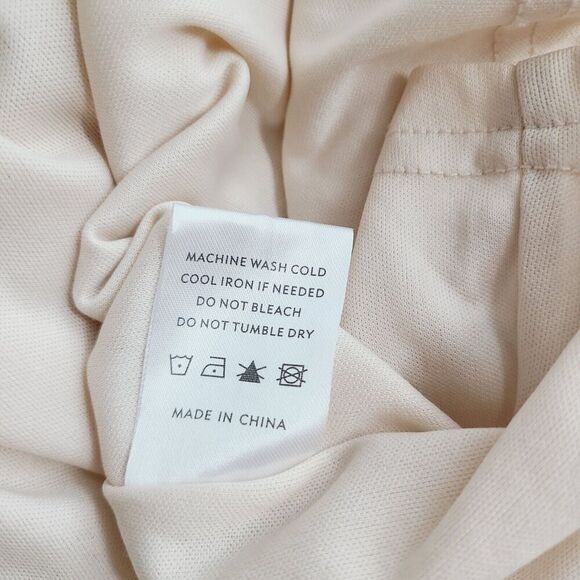 MACHINE WASH COLD
COOL IRON IF NEEDED
DO NOT BLEACH
DO NOT TUMBLE DRY
MADE IN CHINA